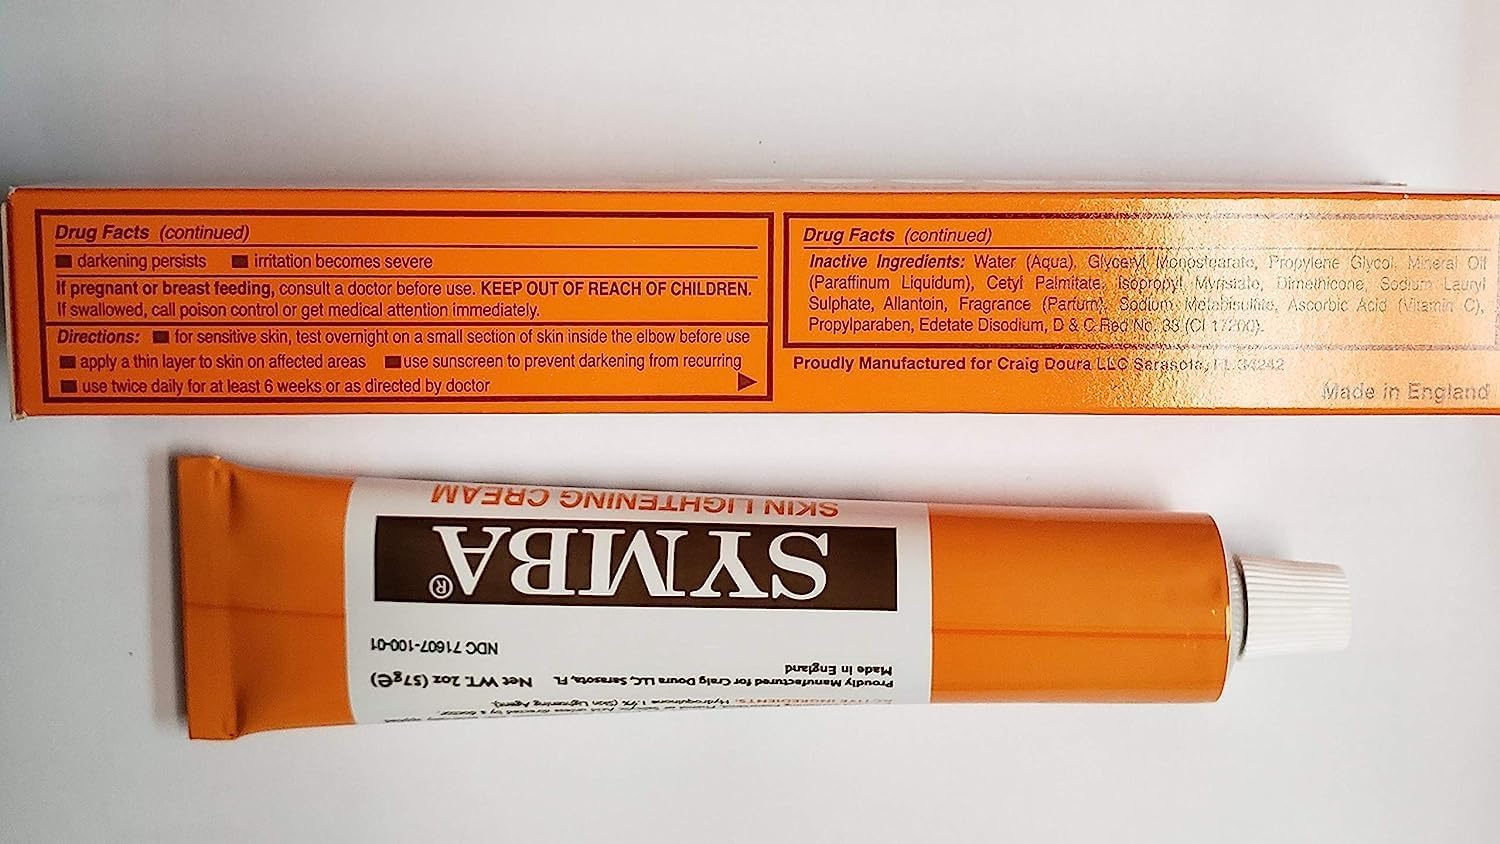 Drug Facts (continued)
■ darkening persists ■ irritation becomes severe
If pregnant or breast feeding, consult a doctor before use. KEEP OUT OF REACH OF CHILDREN.
If swallowed, call poison control or get medical attention immediately.
Directions: ■ for sensitive skin, test overnight on a small section of skin inside the elbow before use
■ apply a thin layer to skin on affected areas ■ use sunscreen to prevent darkening from recurring
■ use twice daily for at least 6 weeks or as directed by doctor
Drug Facts (continued)
Inactive Ingredients: Water (Aqua), Glyceryl Monostearate, Propylene Glycol, Mineral Oil
(Paraffinum Liquidum), Cetyl Palmitate, Isopropyl Myristate, Dimethicone, Sodium Lauryl
Sulphate, Allantoin, Fragrance (Parfum), Sodium Metabisulfite, Ascorbic Acid (Vitamin C),
Propylparaben, Edetate Disodium, D & C Red No. 33 (CI 17200).
Proudly Manufactured for Craig Doura LLC Sarasota, FL 34242
Made in England
SKIN LIGHTENING CREAM
SYMBA®
NDC 71607-100-01
Made In England
Proudly Manufactured for Craig Doura LLC, Sarasota, FL Net WT. 2oz (57g℮)
ACTIVE INGREDIENTS: Hydroquinone (Skin Lightening Agent).